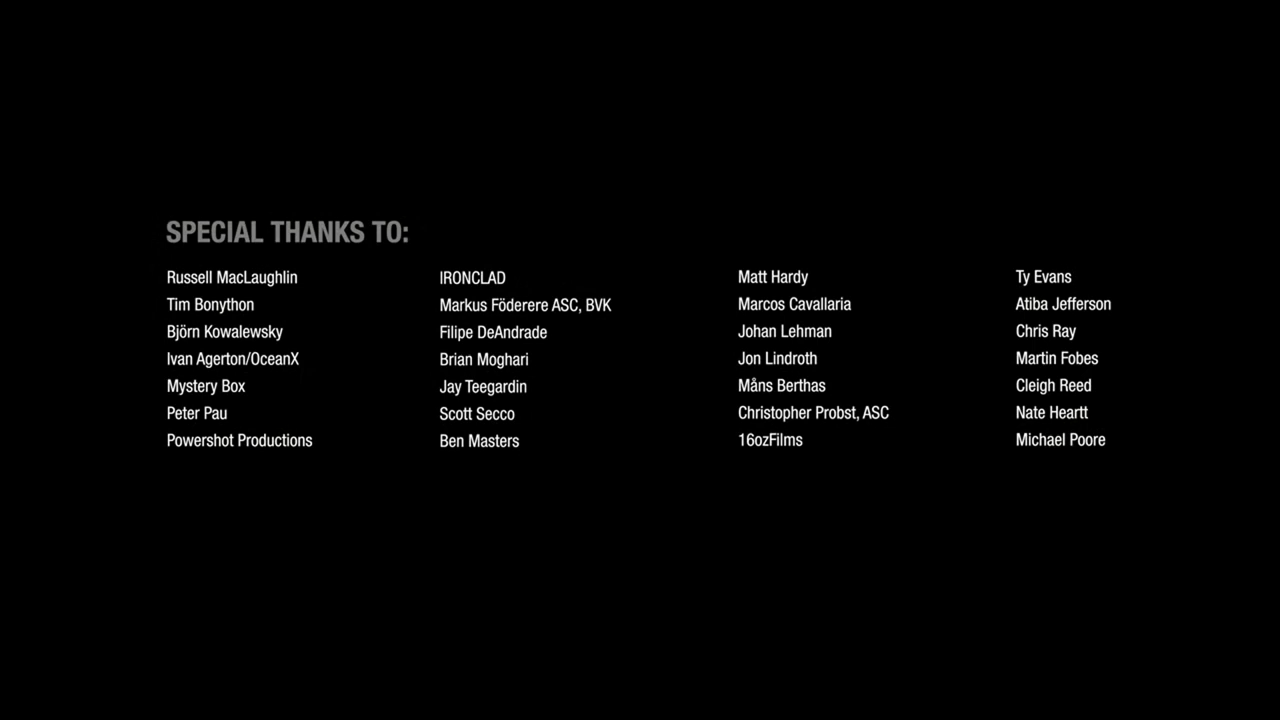 SPECIAL THANKS TO:
Russell MacLaughlin
Tim Bonython
Björn Kowalewsky
Ivan Agerton/OceanX
Mystery Box
Peter Pau
Powershot Productions
IRONCLAD
Markus Föderere ASC, BVK
Filipe DeAndrade
Brian Moghari
Jay Teegardin
Scott Secco
Ben Masters
Matt Hardy
Marcos Cavallaria
Johan Lehman
Jon Lindroth
Måns Berthas
Christopher Probst, ASC
16ozFilms
Ty Evans
Atiba Jefferson
Chris Ray
Martin Fobes
Cleigh Reed
Nate Heartt
Michael Poore